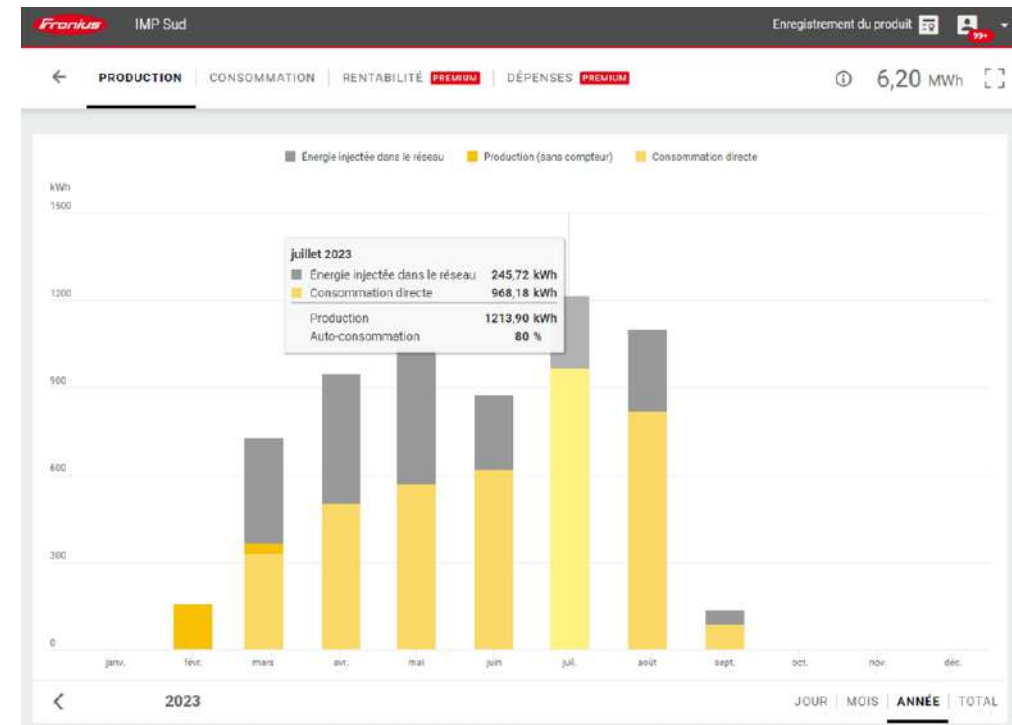 Fronius IMP Sud Enregistrement du produit 99+
PRODUCTION CONSOMMATION RENTABILITÉ PREMIUM DÉPENSES PREMIUM 6,20 MWh
Énergie injectée dans le réseau Production (sans compteur) Consommation directe
kWh
1500
juillet 2023
Énergie injectée dans le réseau 245,72 kWh
Consommation directe 968,18 kWh
Production 1213,90 kWh
Auto-consommation 80 %
1200
900
600
300
0
janv. févr. mars avr. mai juin juil. août sept. oct. nov. déc.
2023 JOUR MOIS ANNÉE TOTAL